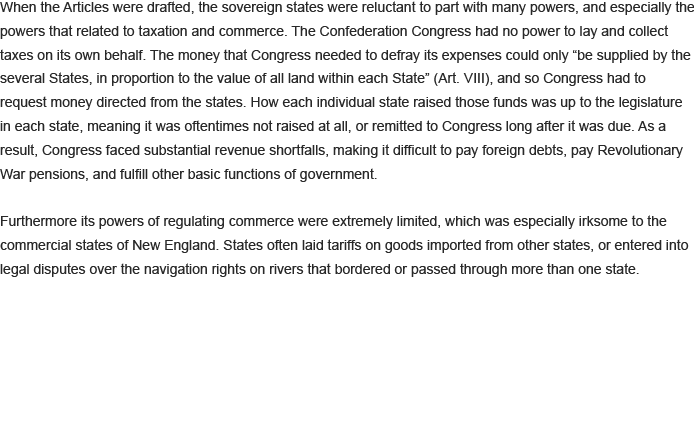 When the Articles were drafted, the sovereign states were reluctant to part with many powers, and especially the
powers that related to taxation and commerce. The Confederation Congress had no power to lay and collect
taxes on its own behalf. The money that Congress needed to defray its expenses could only “be supplied by the
several States, in proportion to the value of all land within each State” (Art. VIII), and so Congress had to
request money directed from the states. How each individual state raised those funds was up to the legislature
in each state, meaning it was oftentimes not raised at all, or remitted to Congress long after it was due. As a
result, Congress faced substantial revenue shortfalls, making it difficult to pay foreign debts, pay Revolutionary
War pensions, and fulfill other basic functions of government.
Furthermore its powers of regulating commerce were extremely limited, which was especially irksome to the
commercial states of New England. States often laid tariffs on goods imported from other states, or entered into
legal disputes over the navigation rights on rivers that bordered or passed through more than one state.